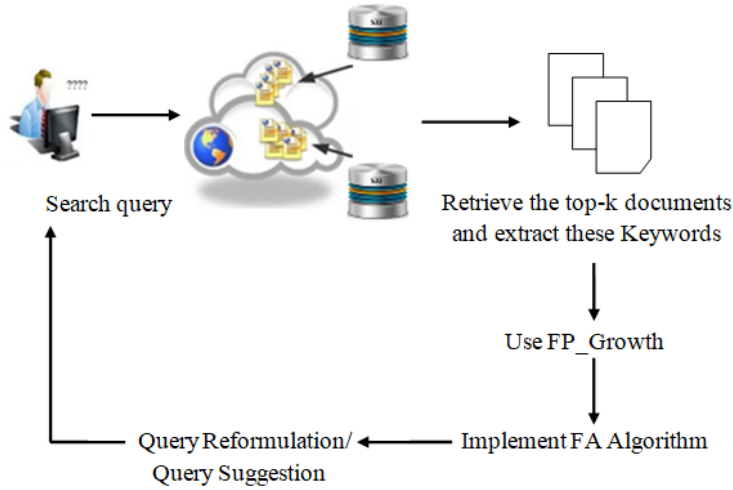 ????
Search query
Retrieve the top-k documents
and extract these Keywords
Use FP_Growth
Implement FA Algorithm
Query Reformulation/
Query Suggestion